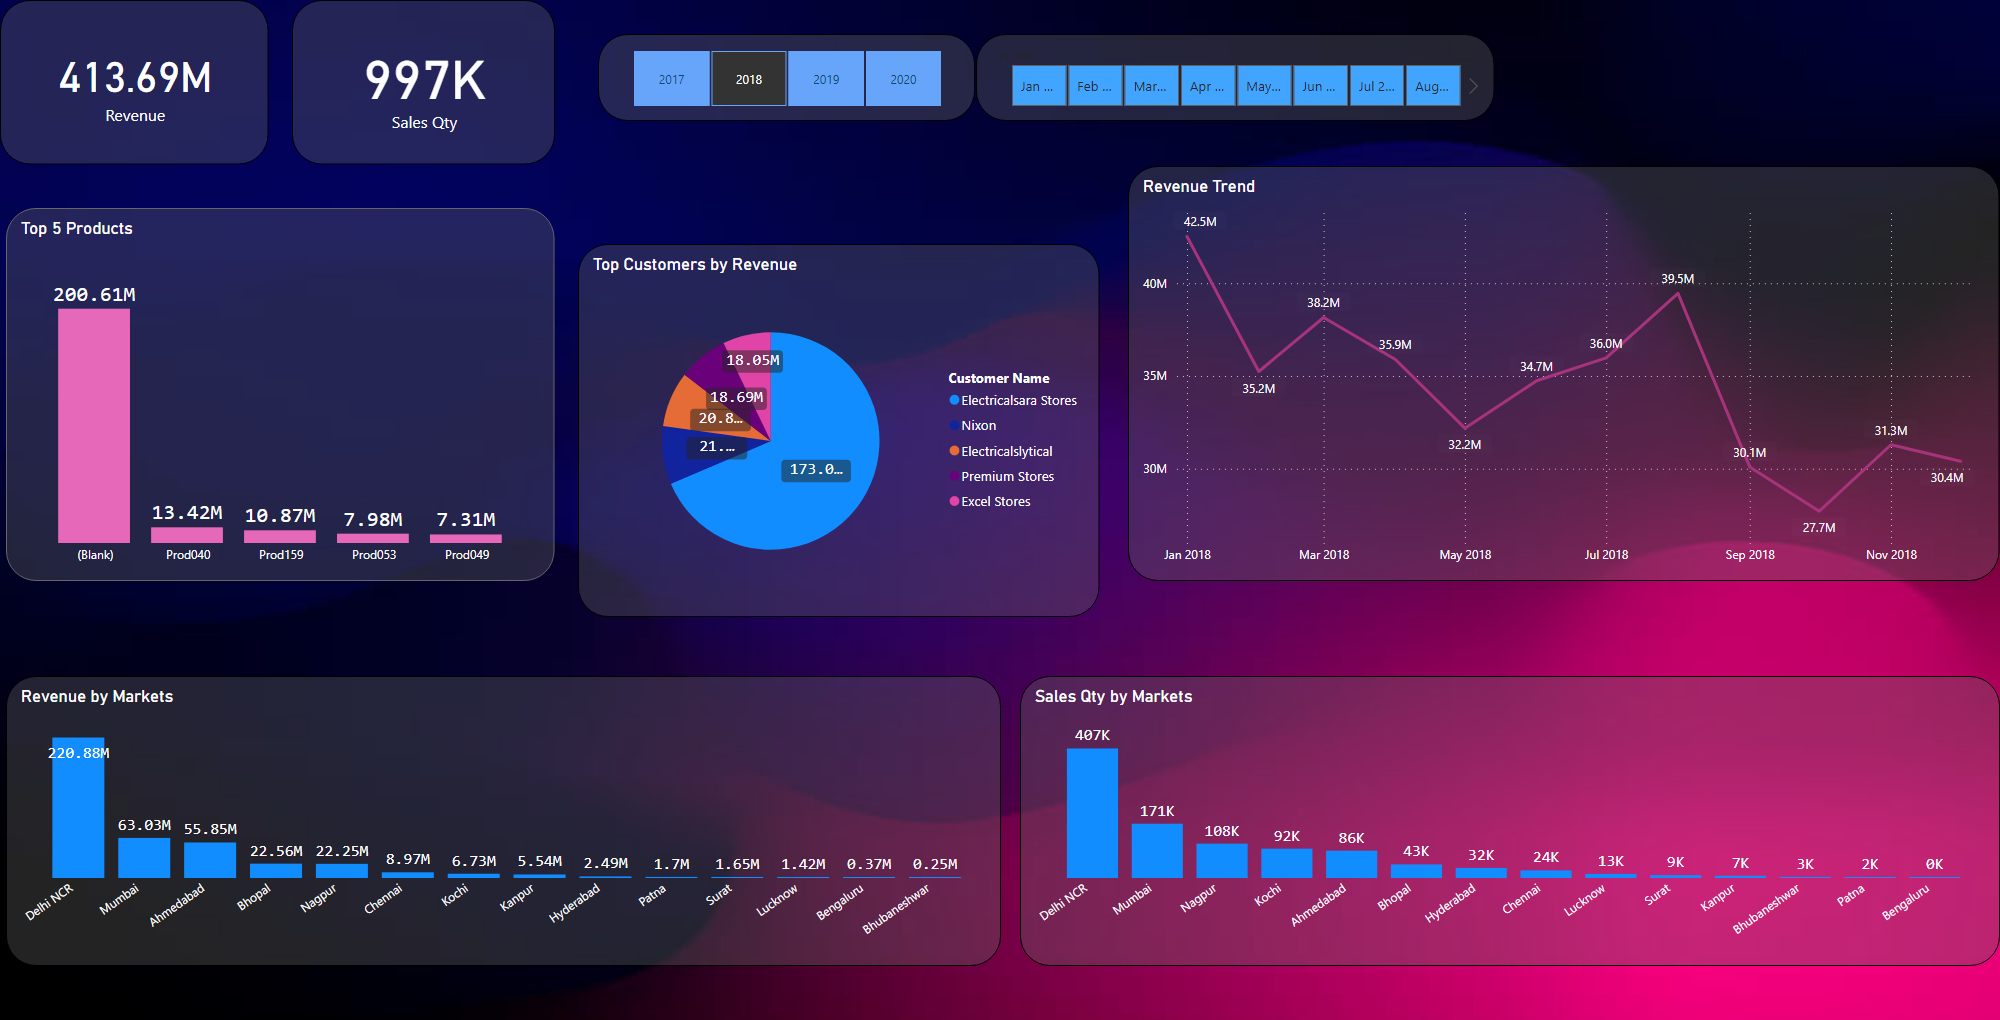 413.69M
Revenue
997K
Sales Qty
2017 2018 2019 2020
Jan ... Feb ... Mar... Apr ... May... Jun ... Jul 2... Aug...
Top 5 Products
200.61M
13.42M
10.87M
7.98M
7.31M
(Blank) Prod040 Prod159 Prod053 Prod049
Top Customers by Revenue
18.05M
18.69M
20.8...
21....
173.0...
Customer Name
Electricalsara Stores
Nixon
Electricalslytical
Premium Stores
Excel Stores
Revenue Trend
42.5M
35.2M
38.2M
35.9M
32.2M
34.7M
36.0M
39.5M
30.1M
27.7M
31.3M
30.4M
40M
35M
30M
Jan 2018 Mar 2018 May 2018 Jul 2018 Sep 2018 Nov 2018
Revenue by Markets
220.88M 63.03M 55.85M 22.56M 22.25M 8.97M 6.73M 5.54M 2.49M 1.7M 1.65M 1.42M 0.37M 0.25M
Delhi NCR Mumbai Ahmedabad Bhopal Nagpur Chennai Kochi Kanpur Hyderabad Patna Surat Lucknow Bengaluru Bhubaneshwar
Sales Qty by Markets
407K 171K 108K 92K 86K 43K 32K 24K 13K 9K 7K 3K 2K 0K
Delhi NCR Mumbai Nagpur Kochi Ahmedabad Bhopal Hyderabad Chennai Lucknow Surat Kanpur Bhubaneshwar Patna Bengaluru